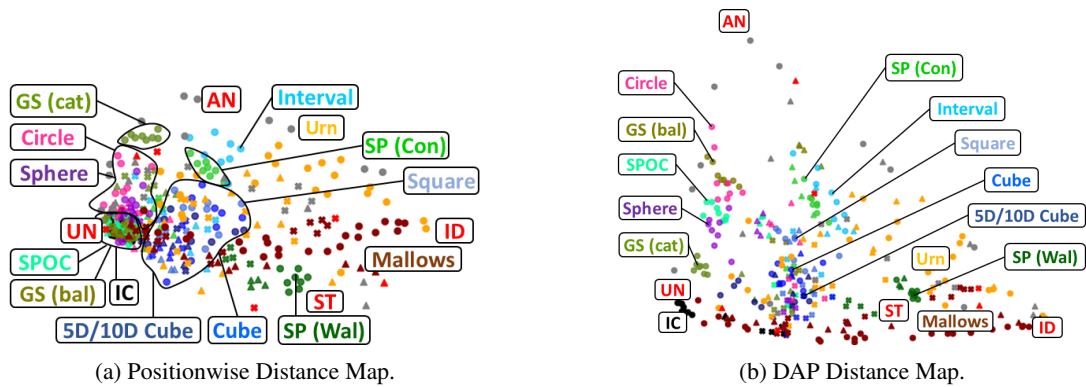 AN
GS (cat)
Interval
Urn
Circle
SP (Con)
Sphere
Square
UN
ID
SPOC
Mallows
GS (bal)
IC
ST
5D/10D Cube
Cube
SP (Wal)
(a) Positionwise Distance Map.
AN
SP (Con)
Circle
Interval
GS (bal)
Square
SPOC
Cube
Sphere
5D/10D Cube
GS (cat)
Urn
SP (Wal)
UN
ST
IC
Mallows
ID
(b) DAP Distance Map.